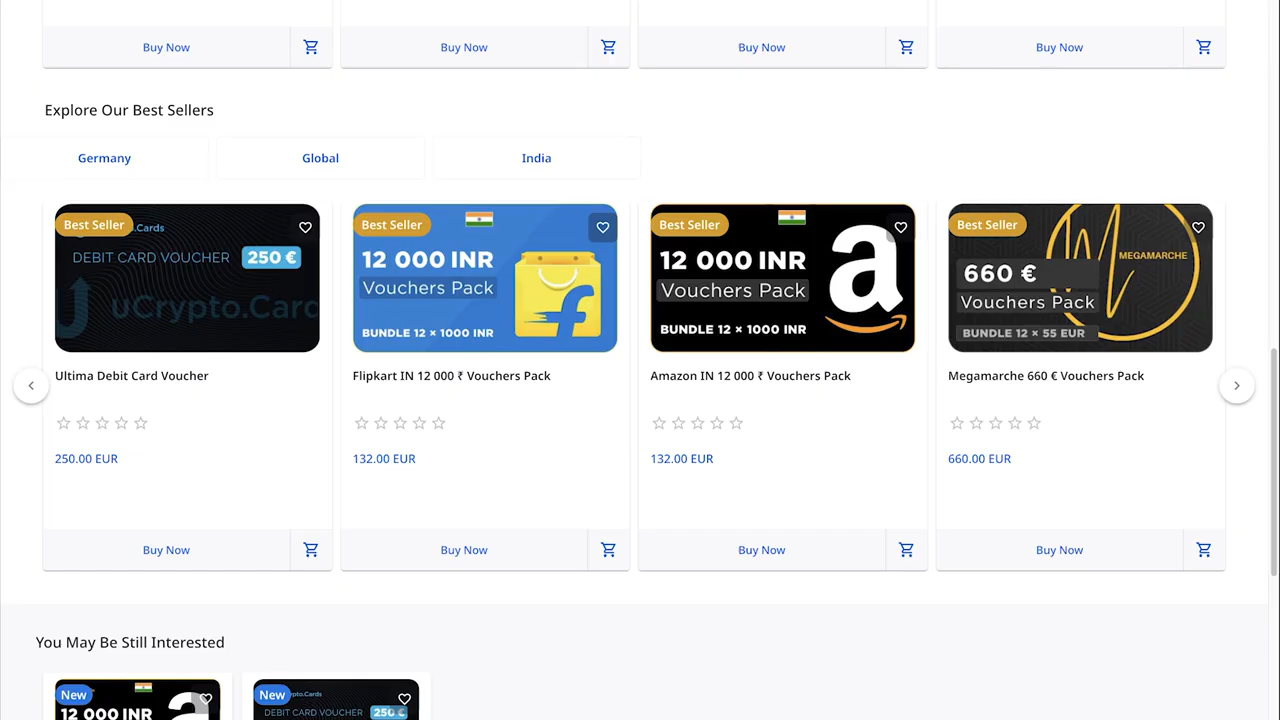 Buy Now
Buy Now
Buy Now
Buy Now
Explore Our Best Sellers
Germany
Global
India
Best Seller
.Cards
DEBIT CARD VOUCHER 250 €
uCrypto.Card
Ultima Debit Card Voucher
250.00 EUR
Buy Now
Best Seller
12 000 INR
Vouchers Pack
BUNDLE 12 × 1000 INR
Flipkart IN 12 000 ₹ Vouchers Pack
132.00 EUR
Buy Now
Best Seller
12 000 INR
Vouchers Pack
BUNDLE 12 × 1000 INR
a
Amazon IN 12 000 ₹ Vouchers Pack
132.00 EUR
Buy Now
Best Seller
MEGAMARCHE
660 €
Vouchers Pack
BUNDLE 12 × 55 EUR
Megamarche 660 € Vouchers Pack
660.00 EUR
Buy Now
You May Be Still Interested
New
12 000 INR
New
rypto.Cards
DEBIT CARD VOUCHER 250 €